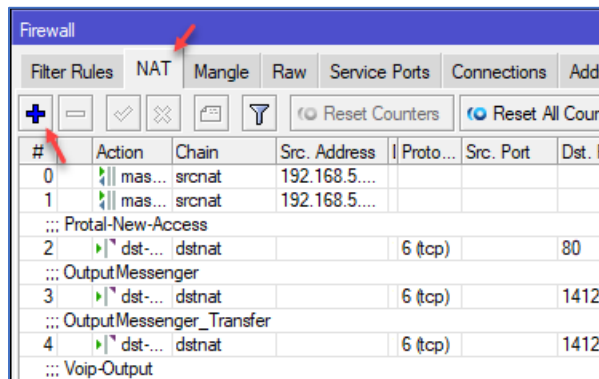 Firewall
Filter Rules NAT Mangle Raw Service Ports Connections Add
Reset Counters Reset All Cour
# Action Chain Src. Address Proto... Src. Port Dst.
0 mas... srcnat 192.168.5....
1 mas... srcnat 192.168.5....
;;; Protal-New-Access
2 dst-... dstnat 6 (tcp) 80
;;; OutputMessenger
3 dst-... dstnat 6 (tcp) 1412
;;; OutputMessenger_Transfer
4 dst-... dstnat 6 (tcp) 1412
;;; Voip-Output